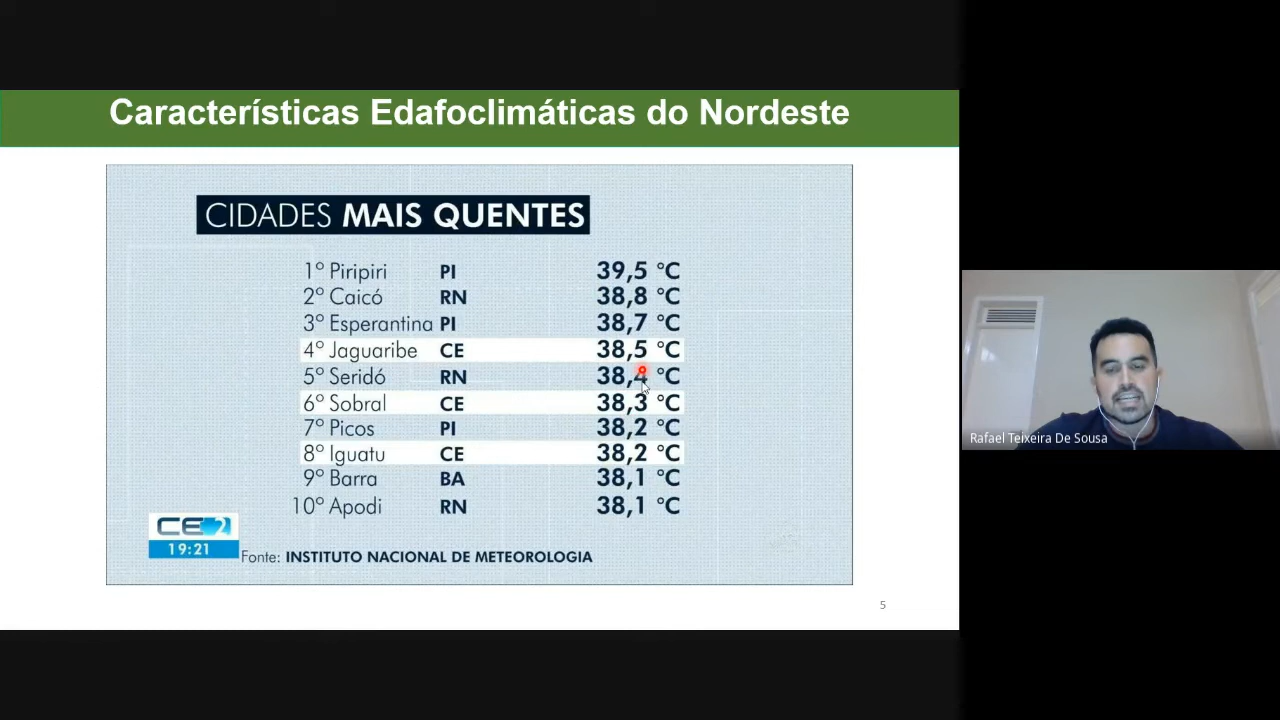 Características Edafoclimáticas do Nordeste
CIDADES MAIS QUENTES
1º Piripiri PI 39,5 °C
2º Caicó RN 38,8 °C
3º Esperantina PI 38,7 °C
4º Jaguaribe CE 38,5 °C
5º Seridó RN 38,4 °C
6º Sobral CE 38,3 °C
7º Picos PI 38,2 °C
8º Iguatu CE 38,2 °C
9º Barra BA 38,1 °C
10º Apodi RN 38,1 °C
CE2
19:21
Fonte: INSTITUTO NACIONAL DE METEOROLOGIA
5
Rafael Teixeira De Sousa